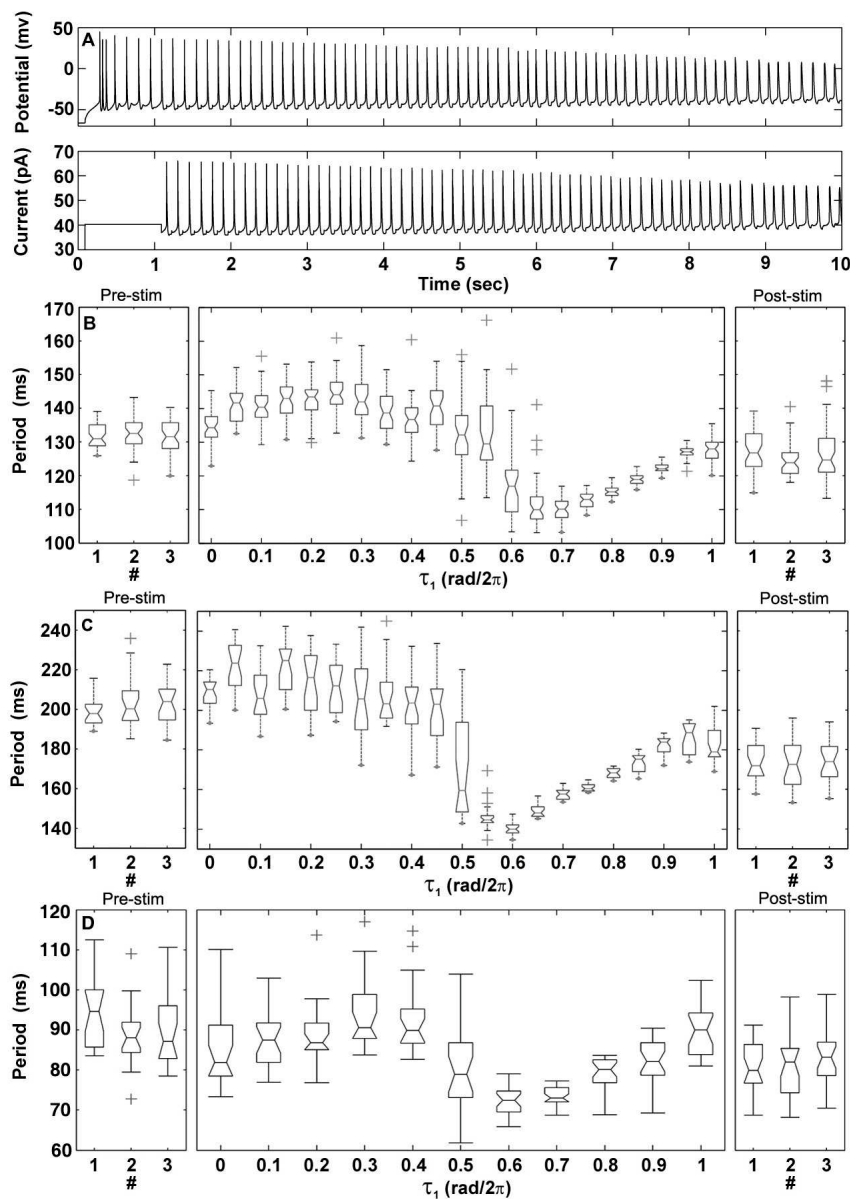 A
Potential (mv)
50
0
-50
Current (pA)
70
60
50
40
30
0 1 2 3 4 5 6 7 8 9 10
Time (sec)
Pre-stim
Post-stim
B
Period (ms)
170
160
150
140
130
120
110
100
1 2 3
#
0 0.1 0.2 0.3 0.4 0.5 0.6 0.7 0.8 0.9 1
τ1 (rad/2π)
1 2 3
#
Pre-stim
Post-stim
C
Period (ms)
240
220
200
180
160
140
1 2 3
#
0 0.1 0.2 0.3 0.4 0.5 0.6 0.7 0.8 0.9 1
τ1 (rad/2π)
1 2 3
#
Pre-stim
Post-stim
D
Period (ms)
120
110
100
90
80
70
60
1 2 3
#
0 0.1 0.2 0.3 0.4 0.5 0.6 0.7 0.8 0.9 1
τ1 (rad/2π)
1 2 3
#